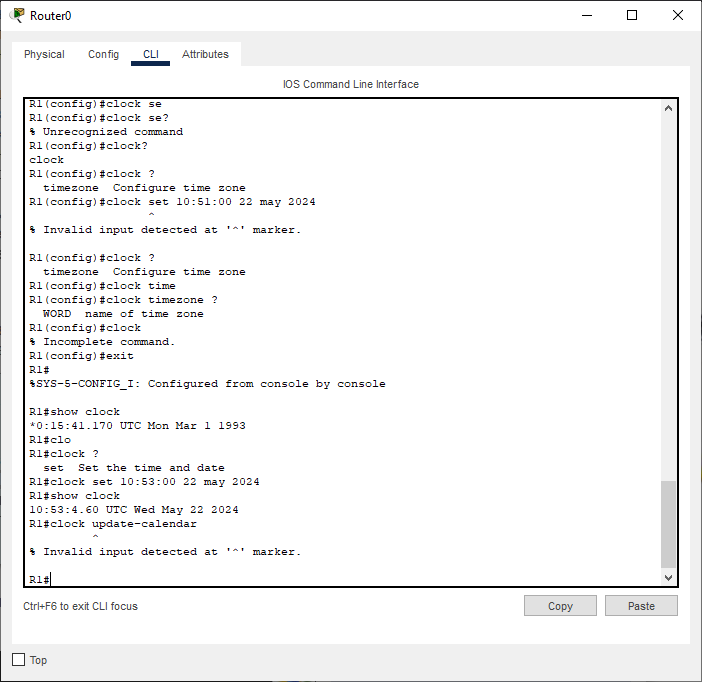 Router0
Physical Config CLI Attributes
IOS Command Line Interface
R1(config)#clock se
R1(config)#clock se?
% Unrecognized command
R1(config)#clock?
clock
R1(config)#clock ?
  timezone  Configure time zone
R1(config)#clock set 10:51:00 22 may 2024
                 ^
% Invalid input detected at '^' marker.
R1(config)#clock ?
  timezone  Configure time zone
R1(config)#clock time
R1(config)#clock timezone ?
  WORD  name of time zone
R1(config)#clock
% Incomplete command.
R1(config)#exit
R1#
%SYS-5-CONFIG_I: Configured from console by console
R1#show clock
*0:15:41.170 UTC Mon Mar 1 1993
R1#clo
R1#clock ?
  set  Set the time and date
R1#clock set 10:53:00 22 may 2024
R1#show clock
10:53:4.60 UTC Wed May 22 2024
R1#clock update-calendar
         ^
% Invalid input detected at '^' marker.
R1#
Ctrl+F6 to exit CLI focus
Copy Paste
Top